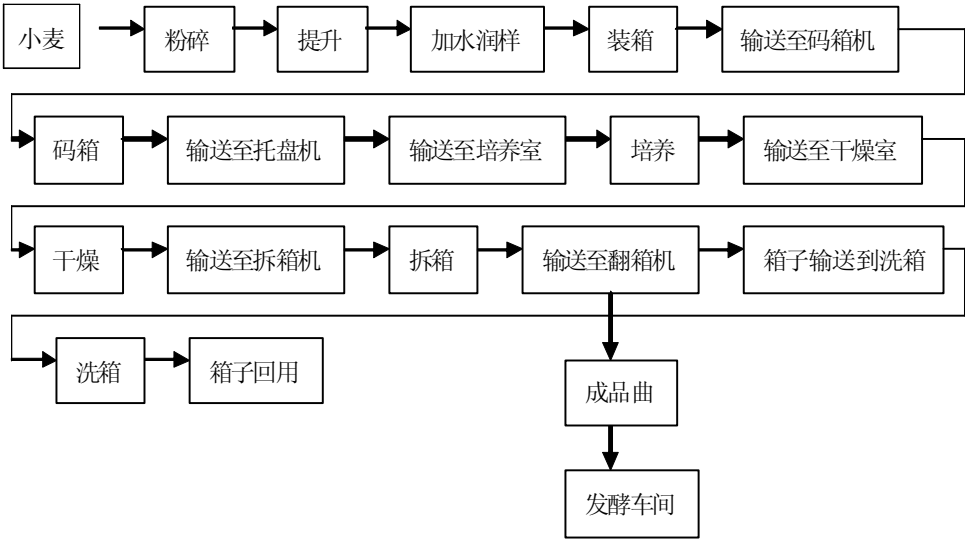 小麦
粉碎
提升
加水润样
装箱
输送至码箱机
码箱
输送至托盘机
输送至培养室
培养
输送至干燥室
干燥
输送至拆箱机
拆箱
输送至翻箱机
箱子输送到洗箱
洗箱
箱子回用
成品曲
发酵车间